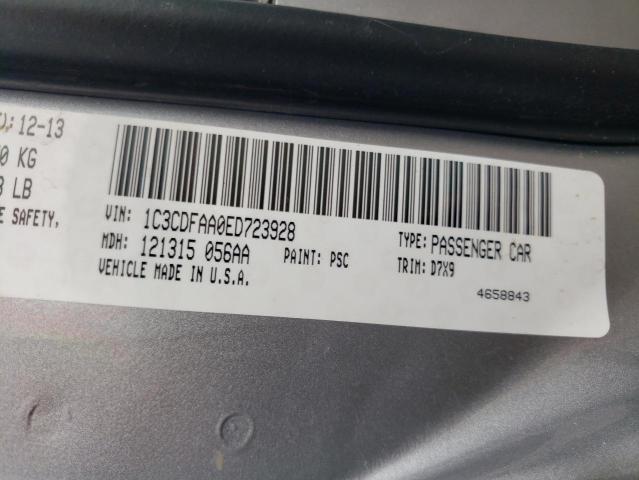 : 12-13
0 KG
LB
SAFETY,
VIN: 1C3CDFAA0ED723928
MDH: 121315 056AA
PAINT: PSC
VEHICLE MADE IN U.S.A.
TYPE: PASSENGER CAR
TRIM: D7X9
4658843